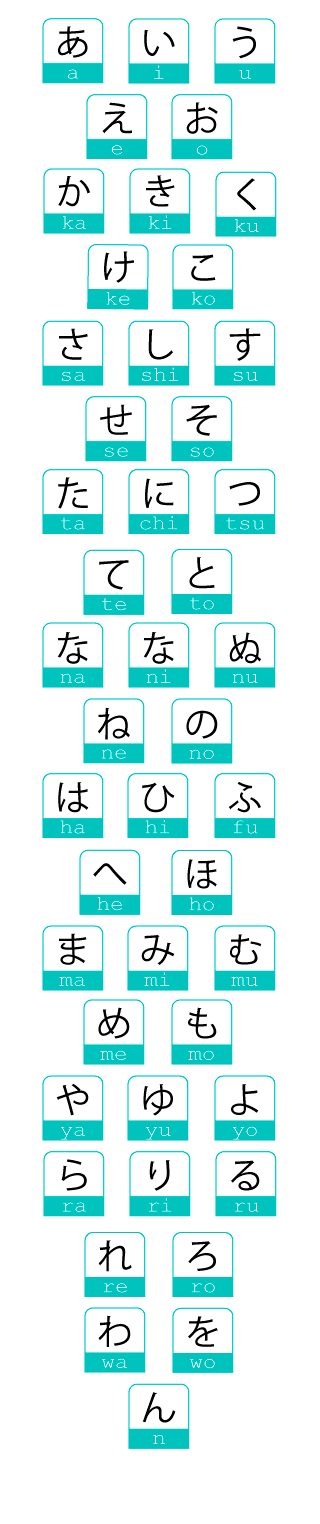 あ い う
a i u
え お
e o
か き く
ka ki ku
け こ
ke ko
さ し す
sa shi su
せ そ
se so
た に つ
ta chi tsu
て と
te to
な な ぬ
na ni nu
ね の
ne no
は ひ ふ
ha hi fu
へ ほ
he ho
ま み む
ma mi mu
め も
me mo
や ゆ よ
ya yu yo
ら り る
ra ri ru
れ ろ
re ro
わ を
wa wo
ん
n